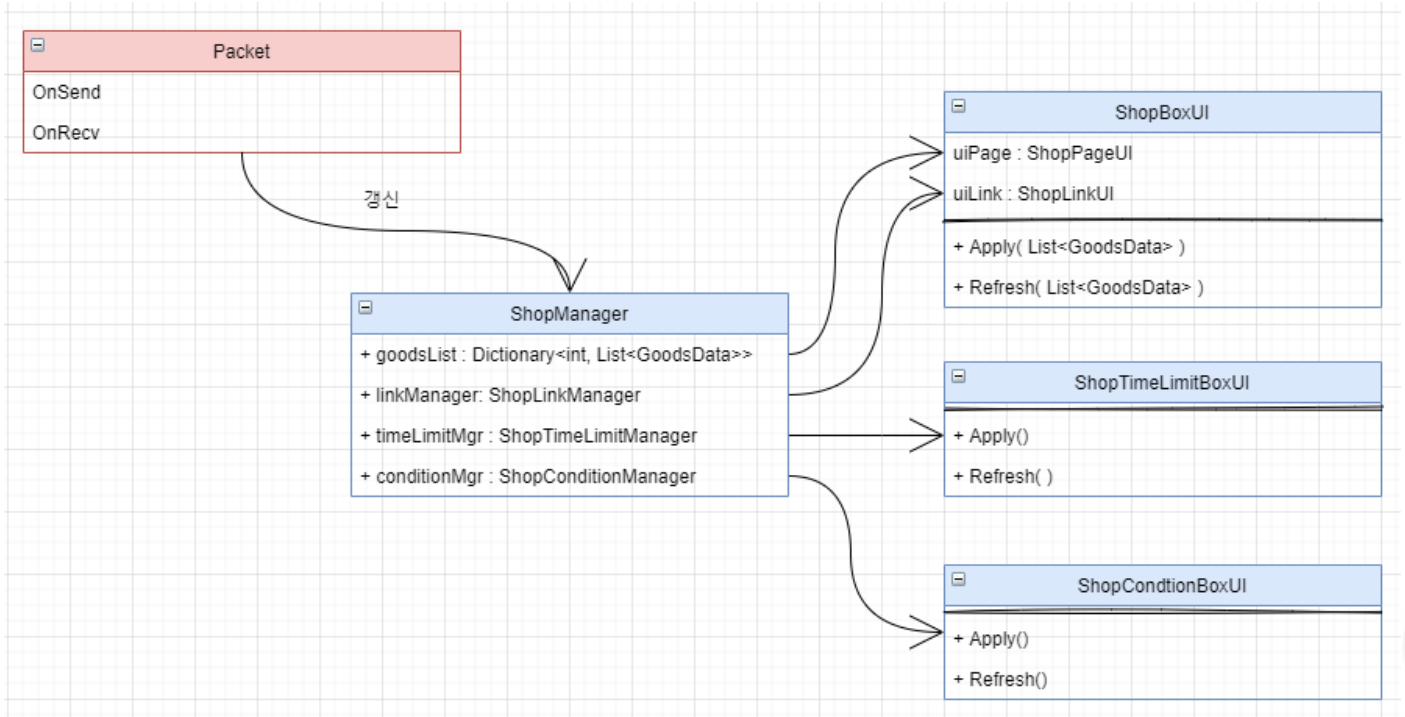 Packet
OnSend
OnRecv
갱신
ShopManager
+ goodsList : Dictionary<int, List<GoodsData>>
+ linkManager: ShopLinkManager
+ timeLimitMgr : ShopTimeLimitManager
+ conditionMgr : ShopConditionManager
ShopBoxUI
uiPage : ShopPageUI
uiLink : ShopLinkUI
+ Apply( List<GoodsData> )
+ Refresh( List<GoodsData> )
ShopTimeLimitBoxUI
+ Apply()
+ Refresh( )
ShopCondtionBoxUI
+ Apply()
+ Refresh()